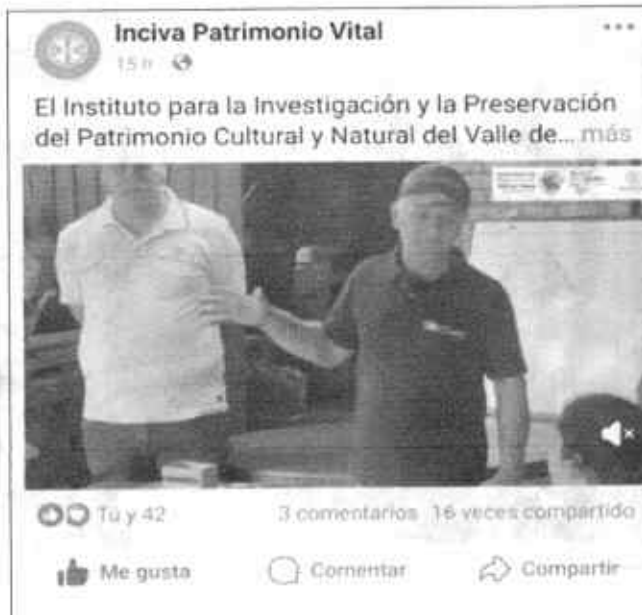 Inciva Patrimonio Vital
15 h
El Instituto para la Investigación y la Preservación
del Patrimonio Cultural y Natural del Valle de... más
Tú y 42 3 comentarios 16 veces compartido
Me gusta Comentar Compartir